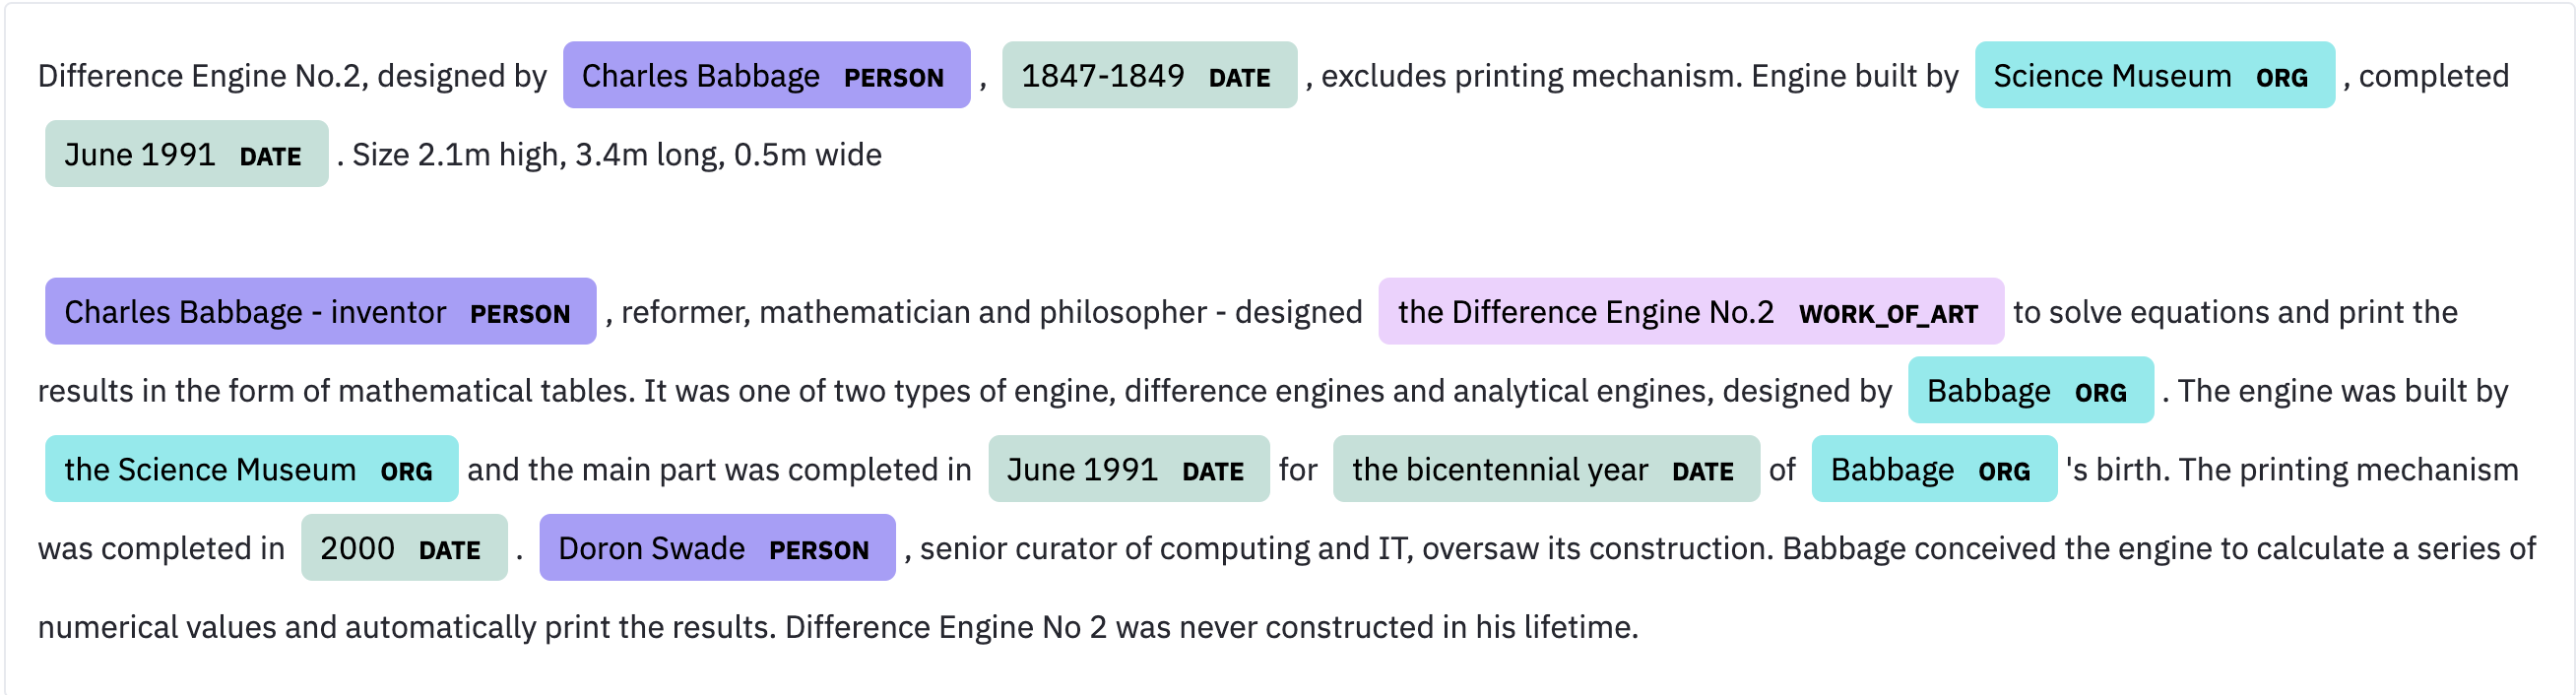 Difference Engine No.2, designed by Charles Babbage PERSON , 1847-1849 DATE , excludes printing mechanism. Engine built by Science Museum ORG , completed
June 1991 DATE . Size 2.1m high, 3.4m long, 0.5m wide
Charles Babbage - inventor PERSON , reformer, mathematician and philosopher - designed the Difference Engine No.2 WORK_OF_ART to solve equations and print the
results in the form of mathematical tables. It was one of two types of engine, difference engines and analytical engines, designed by Babbage ORG . The engine was built by
the Science Museum ORG and the main part was completed in June 1991 DATE for the bicentennial year DATE of Babbage ORG 's birth. The printing mechanism
was completed in 2000 DATE . Doron Swade PERSON , senior curator of computing and IT, oversaw its construction. Babbage conceived the engine to calculate a series of
numerical values and automatically print the results. Difference Engine No 2 was never constructed in his lifetime.